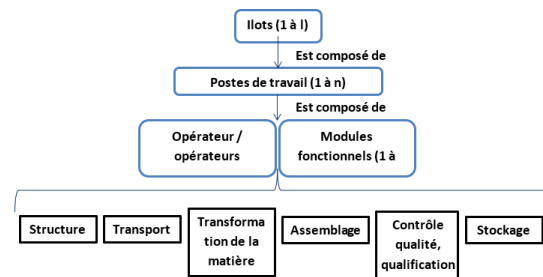 Ilots (1 à l)
Est composé de
Postes de travail (1 à n)
Est composé de
Opérateur /
opérateurs
Modules
fonctionnels (1 à
Structure
Transport
Transforma
tion de la
matière
Assemblage
Contrôle
qualité,
qualification
Stockage